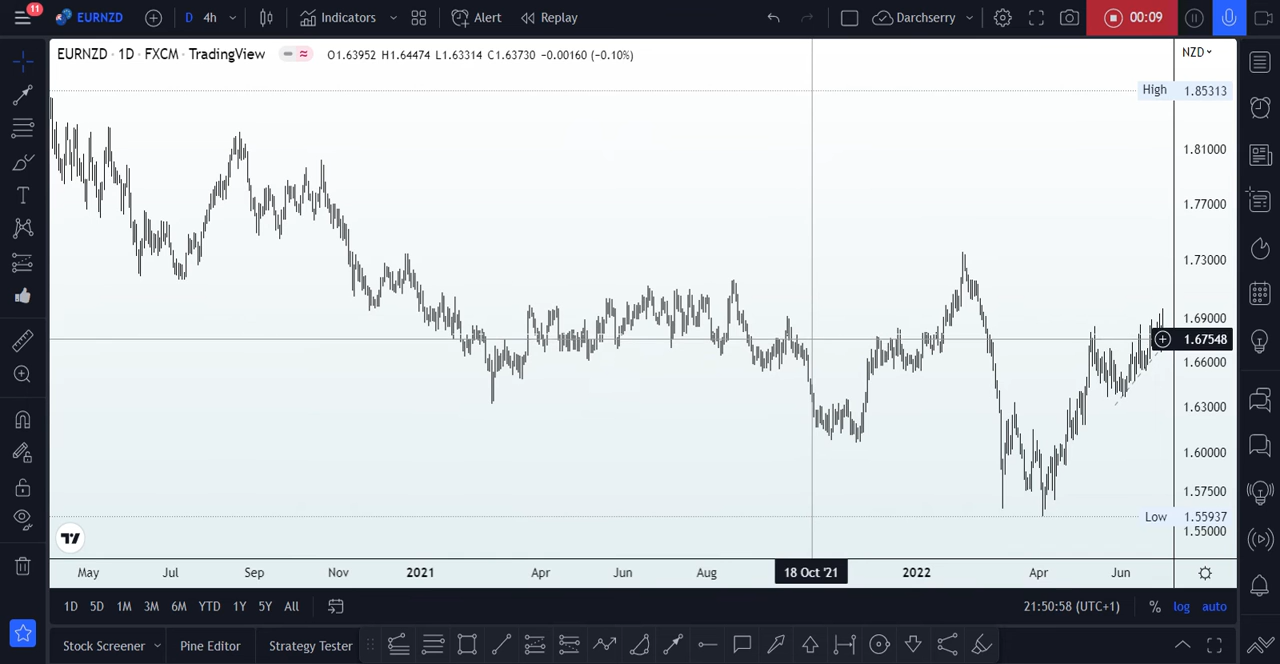 11 EURNZD D 4h Indicators Alert Replay Darchserry 00:09
EURNZD · 1D · FXCM · TradingView O1.63952 H1.64474 L1.63314 C1.63730 −0.00160 (−0.10%) NZD
High 1.85313
1.81000
1.77000
1.73000
1.69000
1.67548
1.66000
1.63000
1.60000
1.57500
Low 1.55937
1.55000
May Jul Sep Nov 2021 Apr Jun Aug 18 Oct '21 2022 Apr Jun
1D 5D 1M 3M 6M YTD 1Y 5Y All 21:50:58 (UTC+1) % log auto
Stock Screener Pine Editor Strategy Tester